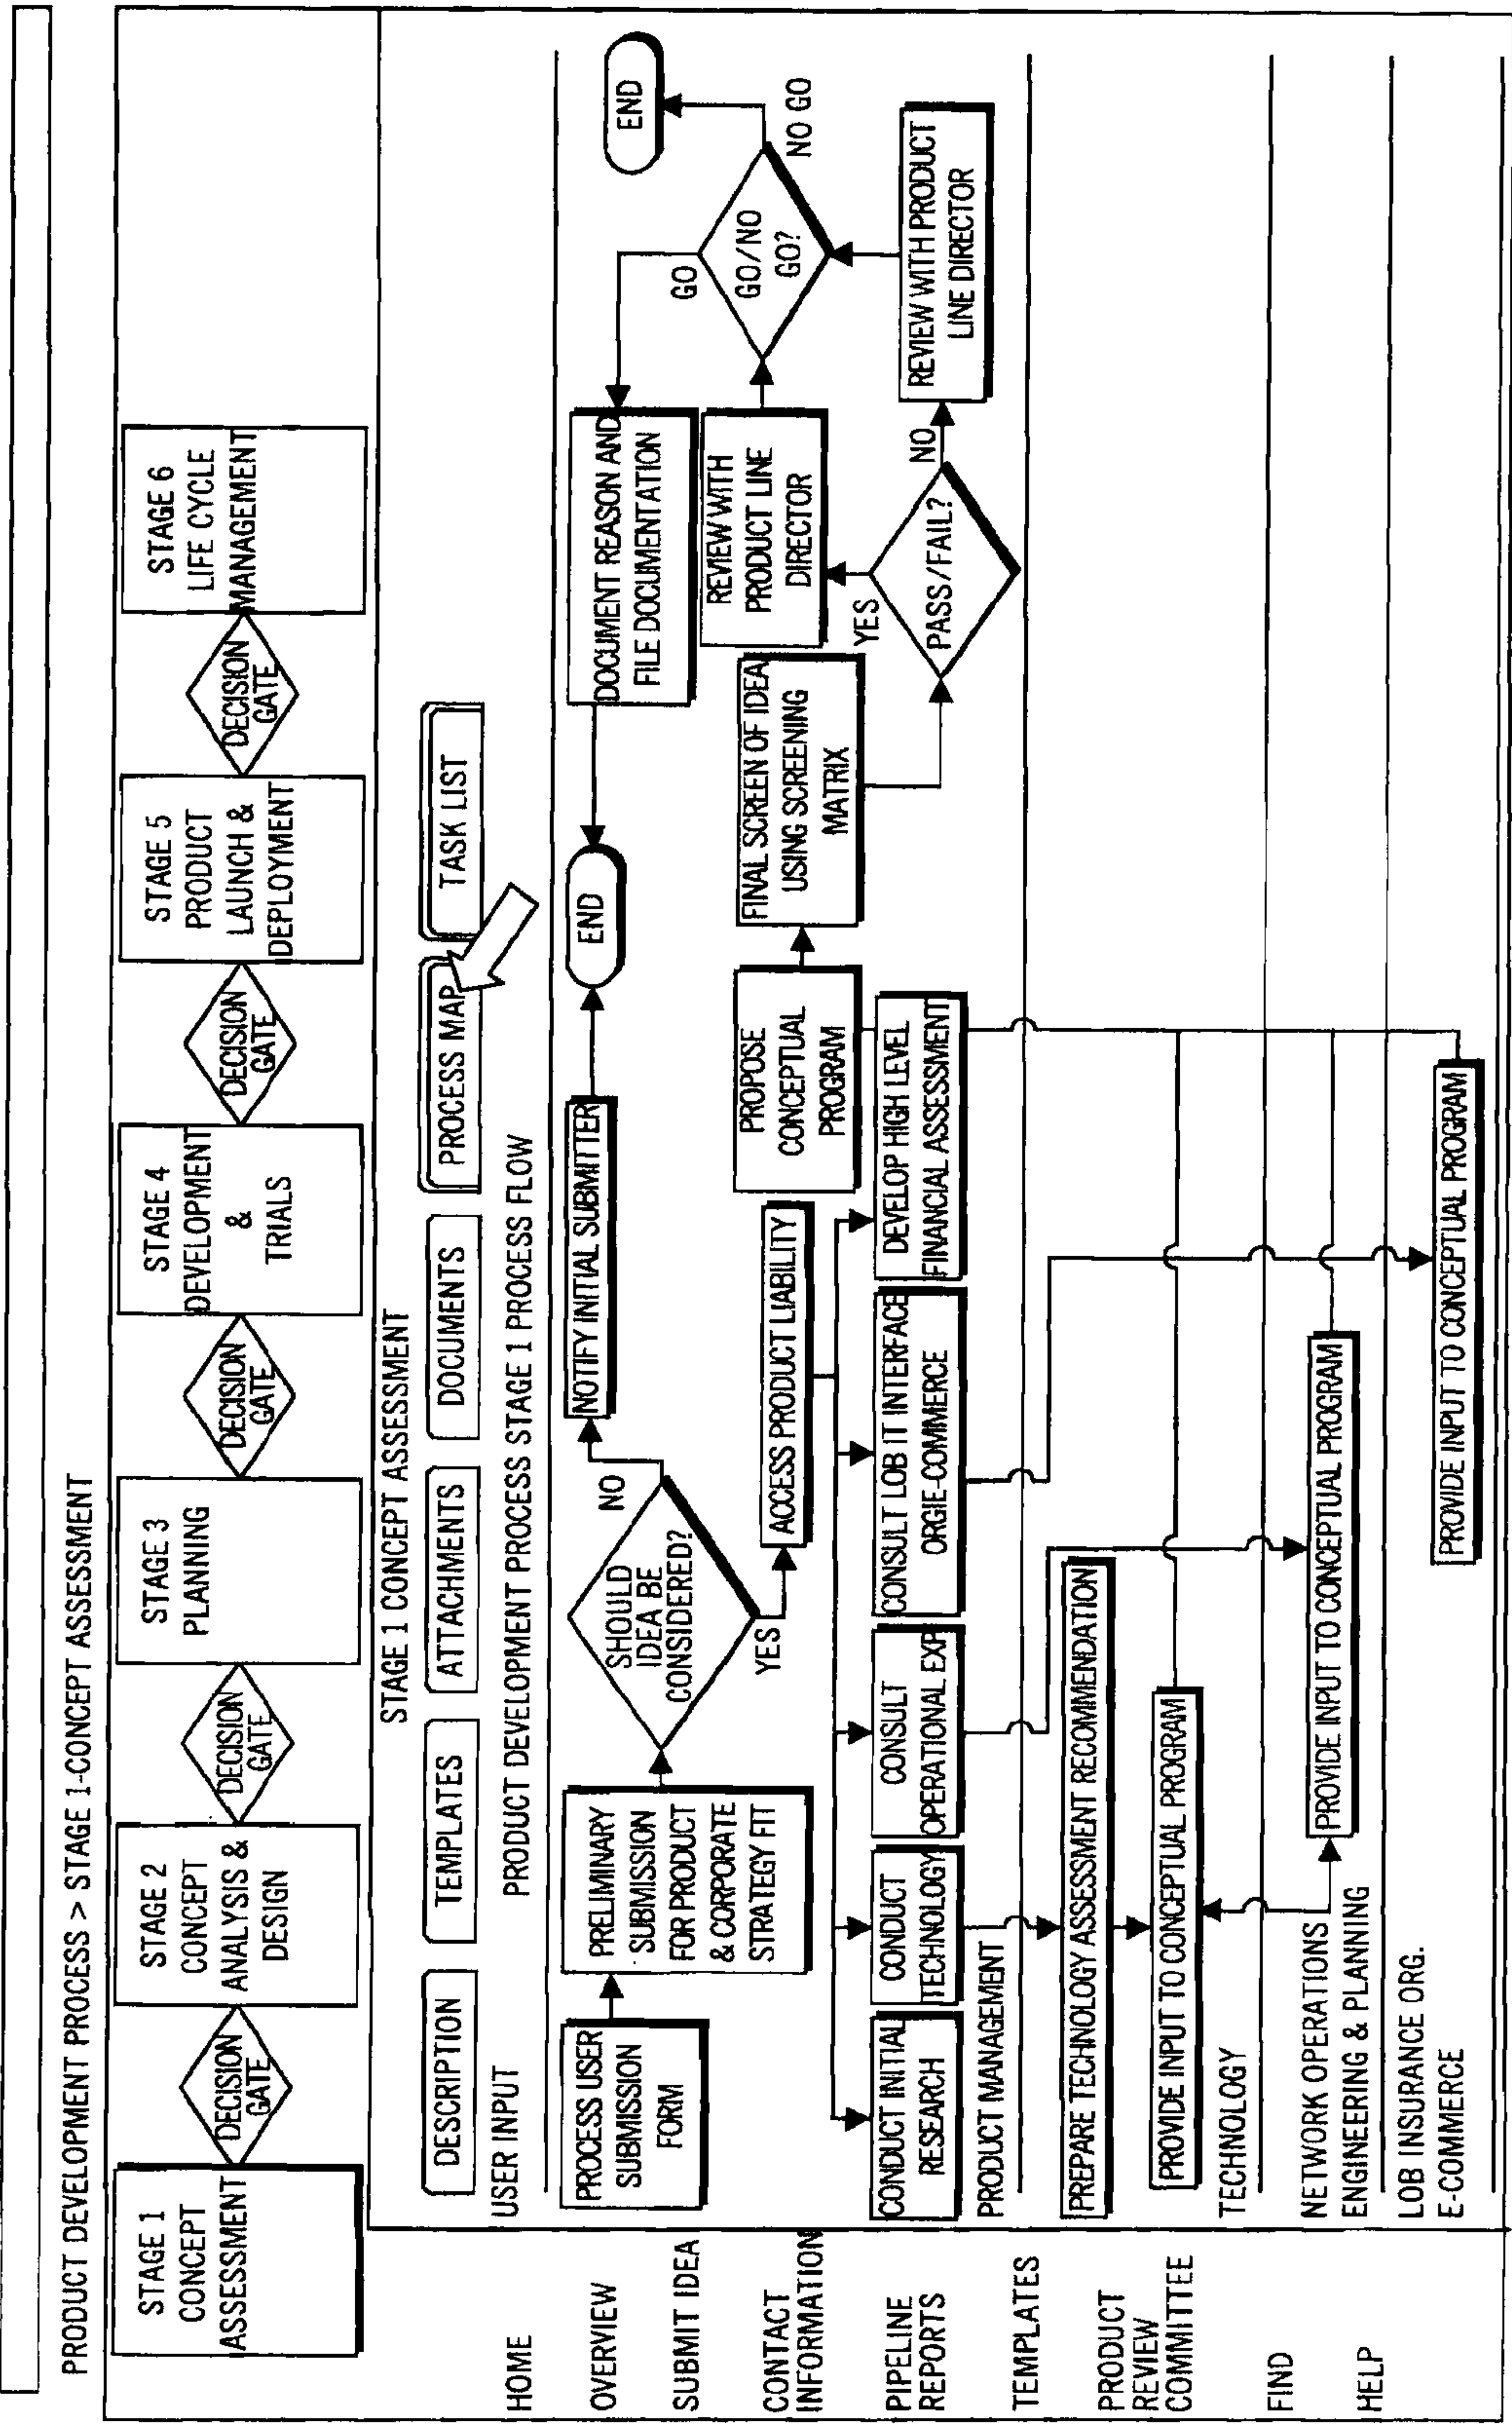 PRODUCT DEVELOPMENT PROCESS > STAGE 1-CONCEPT ASSESSMENT
STAGE 1
CONCEPT
ASSESSMENT
DECISION
GATE
STAGE 2
CONCEPT
ANALYSIS &
DESIGN
DECISION
GATE
STAGE 3
PLANNING
DECISION
GATE
STAGE 4
DEVELOPMENT
&
TRIALS
DECISION
GATE
STAGE 5
PRODUCT
LAUNCH &
DEPLOYMENT
DECISION
GATE
STAGE 6
LIFE CYCLE
MANAGEMENT
HOME
OVERVIEW
SUBMIT IDEA
CONTACT
INFORMATION
PIPELINE
REPORTS
TEMPLATES
PRODUCT
REVIEW
COMMITTEE
FIND
HELP
STAGE 1 CONCEPT ASSESSMENT
DESCRIPTION
TEMPLATES
ATTACHMENTS
DOCUMENTS
PROCESS MAP
TASK LIST
USER INPUT
PRODUCT DEVELOPMENT PROCESS STAGE 1 PROCESS FLOW
PROCESS USER
SUBMISSION
FORM
PRELIMINARY
SUBMISSION
FOR PRODUCT
& CORPORATE
STRATEGY FIT
SHOULD
IDEA BE
CONSIDERED?
NO
YES
NOTIFY INITIAL SUBMITTER
END
DOCUMENT REASON AND
FILE DOCUMENTATION
GO
GO/NO
GO?
NO GO
END
ACCESS PRODUCT LIABILITY
PROPOSE
CONCEPTUAL
PROGRAM
FINAL SCREEN OF IDEA
USING SCREENING
MATRIX
REVIEW WITH
PRODUCT LINE
DIRECTOR
YES
PASS/FAIL?
NO
REVIEW WITH PRODUCT
LINE DIRECTOR
CONDUCT INITIAL
RESEARCH
CONDUCT
TECHNOLOGY
CONSULT
OPERATIONAL EXP
CONSULT LOB IT INTERFACE
ORGIE-COMMERCE
DEVELOP HIGH LEVEL
FINANCIAL ASSESSMENT
PRODUCT MANAGEMENT
PREPARE TECHNOLOGY ASSESSMENT RECOMMENDATION
PROVIDE INPUT TO CONCEPTUAL PROGRAM
TECHNOLOGY
NETWORK OPERATIONS
ENGINEERING & PLANNING
PROVIDE INPUT TO CONCEPTUAL PROGRAM
LOB INSURANCE ORG.
E-COMMERCE
PROVIDE INPUT TO CONCEPTUAL PROGRAM